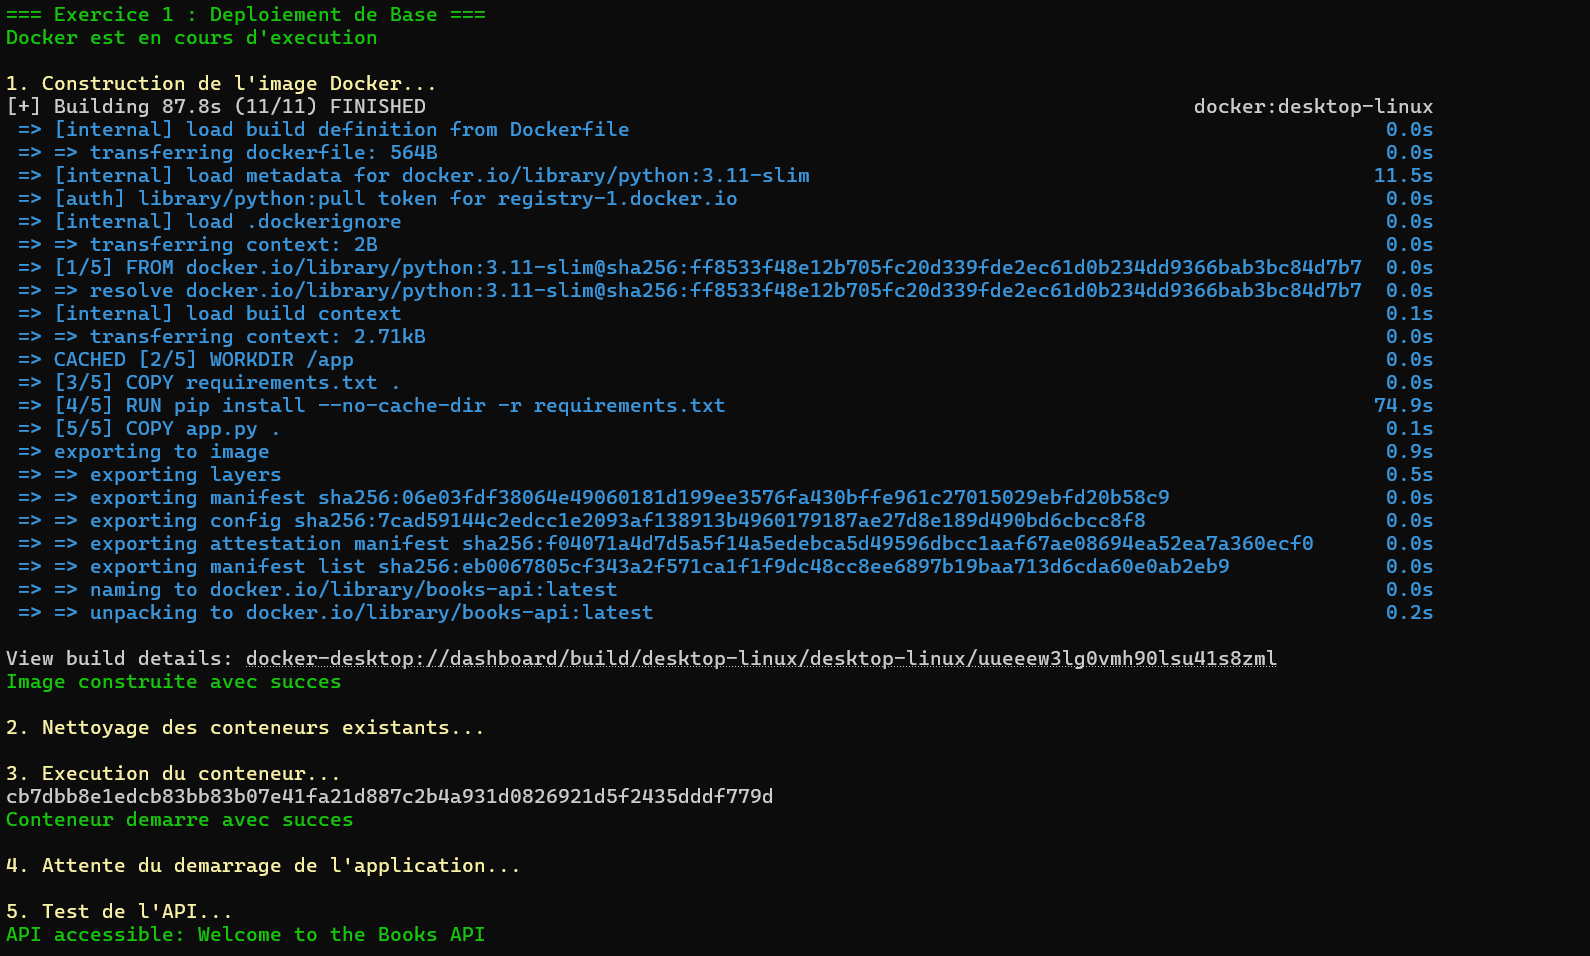 === Exercice 1 : Deploiement de Base ===
Docker est en cours d'execution
1. Construction de l'image Docker...
[+] Building 87.8s (11/11) FINISHED docker:desktop-linux
=> [internal] load build definition from Dockerfile 0.0s
=> => transferring dockerfile: 564B 0.0s
=> [internal] load metadata for docker.io/library/python:3.11-slim 11.5s
=> [auth] library/python:pull token for registry-1.docker.io 0.0s
=> [internal] load .dockerignore 0.0s
=> => transferring context: 2B 0.0s
=> [1/5] FROM docker.io/library/python:3.11-slim@sha256:ff8533f48e12b705fc20d339fde2ec61d0b234dd9366bab3bc84d7b7 0.0s
=> => resolve docker.io/library/python:3.11-slim@sha256:ff8533f48e12b705fc20d339fde2ec61d0b234dd9366bab3bc84d7b7 0.0s
=> [internal] load build context 0.1s
=> => transferring context: 2.71kB 0.0s
=> CACHED [2/5] WORKDIR /app 0.0s
=> [3/5] COPY requirements.txt . 0.0s
=> [4/5] RUN pip install --no-cache-dir -r requirements.txt 74.9s
=> [5/5] COPY app.py . 0.1s
=> exporting to image 0.9s
=> => exporting layers 0.5s
=> => exporting manifest sha256:06e03fdf38064e49060181d199ee3576fa430bffe961c27015029ebfd20b58c9 0.0s
=> => exporting config sha256:7cad59144c2edcc1e2093af138913b4960179187ae27d8e189d490bd6cbcc8f8 0.0s
=> => exporting attestation manifest sha256:f04071a4d7d5a5f14a5edebca5d49596dbcc1aaf67ae08694ea52ea7a360ecf0 0.0s
=> => exporting manifest list sha256:eb0067805cf343a2f571ca1f1f9dc48cc8ee6897b19baa713d6cda60e0ab2eb9 0.0s
=> => naming to docker.io/library/books-api:latest 0.0s
=> => unpacking to docker.io/library/books-api:latest 0.2s
View build details: docker-desktop://dashboard/build/desktop-linux/desktop-linux/uueeew3lg0vmh90lsu41s8zml
Image construite avec succes
2. Nettoyage des conteneurs existants...
3. Execution du conteneur...
cb7dbb8e1edcb83bb83b07e41fa21d887c2b4a931d0826921d5f2435dddf779d
Conteneur demarre avec succes
4. Attente du demarrage de l'application...
5. Test de l'API...
API accessible: Welcome to the Books API